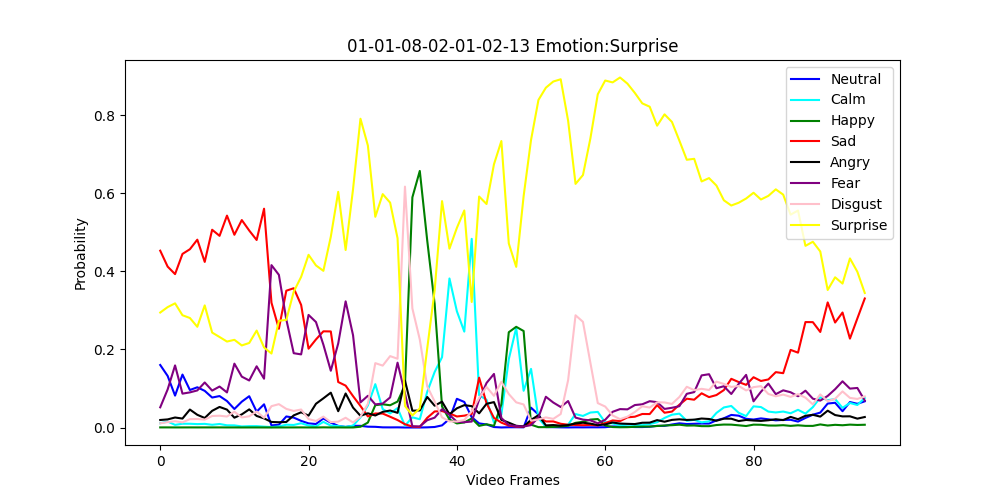 01-01-08-02-01-02-13 Emotion:Surprise
Probability
0.8
0.6
0.4
0.2
0.0
0
20
40
60
80
Video Frames
Neutral
Calm
Happy
Sad
Angry
Fear
Disgust
Surprise